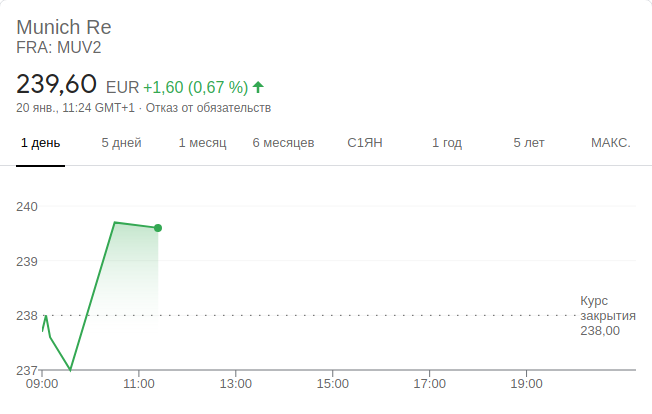 Munich Re
FRA: MUV2
239,60 EUR +1,60 (0,67 %)
20 янв., 11:24 GMT+1 · Отказ от обязательств
1 день 5 дней 1 месяц 6 месяцев С1ЯН 1 год 5 лет МАКС.
240
239
238
237
Курс
закрытия
238,00
09:00 11:00 13:00 15:00 17:00 19:00